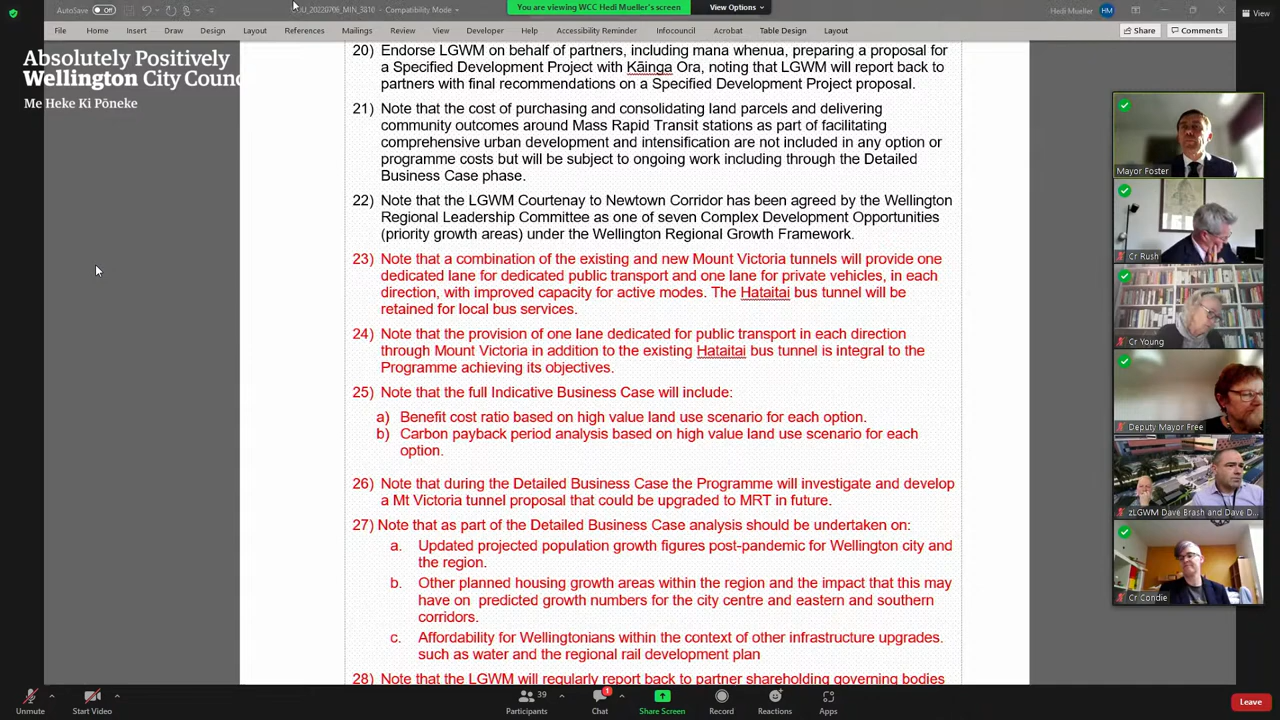 AutoSave
Off
COU_20220706_MIN_3810 - Compatibility Mode
You are viewing WCC Hedi Mueller's screen
View Options
Hedi Mueller
HM
View
File
Home
Insert
Draw
Design
Layout
References
Mailings
Review
View
Developer
Help
Accessibility Reminder
Infocouncil
Acrobat
Table Design
Layout
Share
Comments
Absolutely Positively
Wellington City Counc
Me Heke Ki Pōneke
20) Endorse LGWM on behalf of partners, including mana whenua, preparing a proposal for
a Specified Development Project with Kāinga Ora, noting that LGWM will report back to
partners with final recommendations on a Specified Development Project proposal.
21) Note that the cost of purchasing and consolidating land parcels and delivering
community outcomes around Mass Rapid Transit stations as part of facilitating
comprehensive urban development and intensification are not included in any option or
programme costs but will be subject to ongoing work including through the Detailed
Business Case phase.
22) Note that the LGWM Courtenay to Newtown Corridor has been agreed by the Wellington
Regional Leadership Committee as one of seven Complex Development Opportunities
(priority growth areas) under the Wellington Regional Growth Framework.
23) Note that a combination of the existing and new Mount Victoria tunnels will provide one
dedicated lane for dedicated public transport and one lane for private vehicles, in each
direction, with improved capacity for active modes. The Hataitai bus tunnel will be
retained for local bus services.
24) Note that the provision of one lane dedicated for public transport in each direction
through Mount Victoria in addition to the existing Hataitai bus tunnel is integral to the
Programme achieving its objectives.
25) Note that the full Indicative Business Case will include:
a) Benefit cost ratio based on high value land use scenario for each option.
b) Carbon payback period analysis based on high value land use scenario for each
option.
26) Note that during the Detailed Business Case the Programme will investigate and develop
a Mt Victoria tunnel proposal that could be upgraded to MRT in future.
27) Note that as part of the Detailed Business Case analysis should be undertaken on:
a. Updated projected population growth figures post-pandemic for Wellington city and
the region.
b. Other planned housing growth areas within the region and the impact that this may
have on predicted growth numbers for the city centre and eastern and southern
corridors.
c. Affordability for Wellingtonians within the context of other infrastructure upgrades.
such as water and the regional rail development plan
28) Note that the LGWM will regularly report back to partner shareholding governing bodies
Mayor Foster
Cr Rush
Cr Young
Deputy Mayor Free
zLGWM Dave Brash and Dave D...
Cr Condie
Unmute
Start Video
Participants
39
Chat
1
Share Screen
Record
Reactions
Apps
Leave